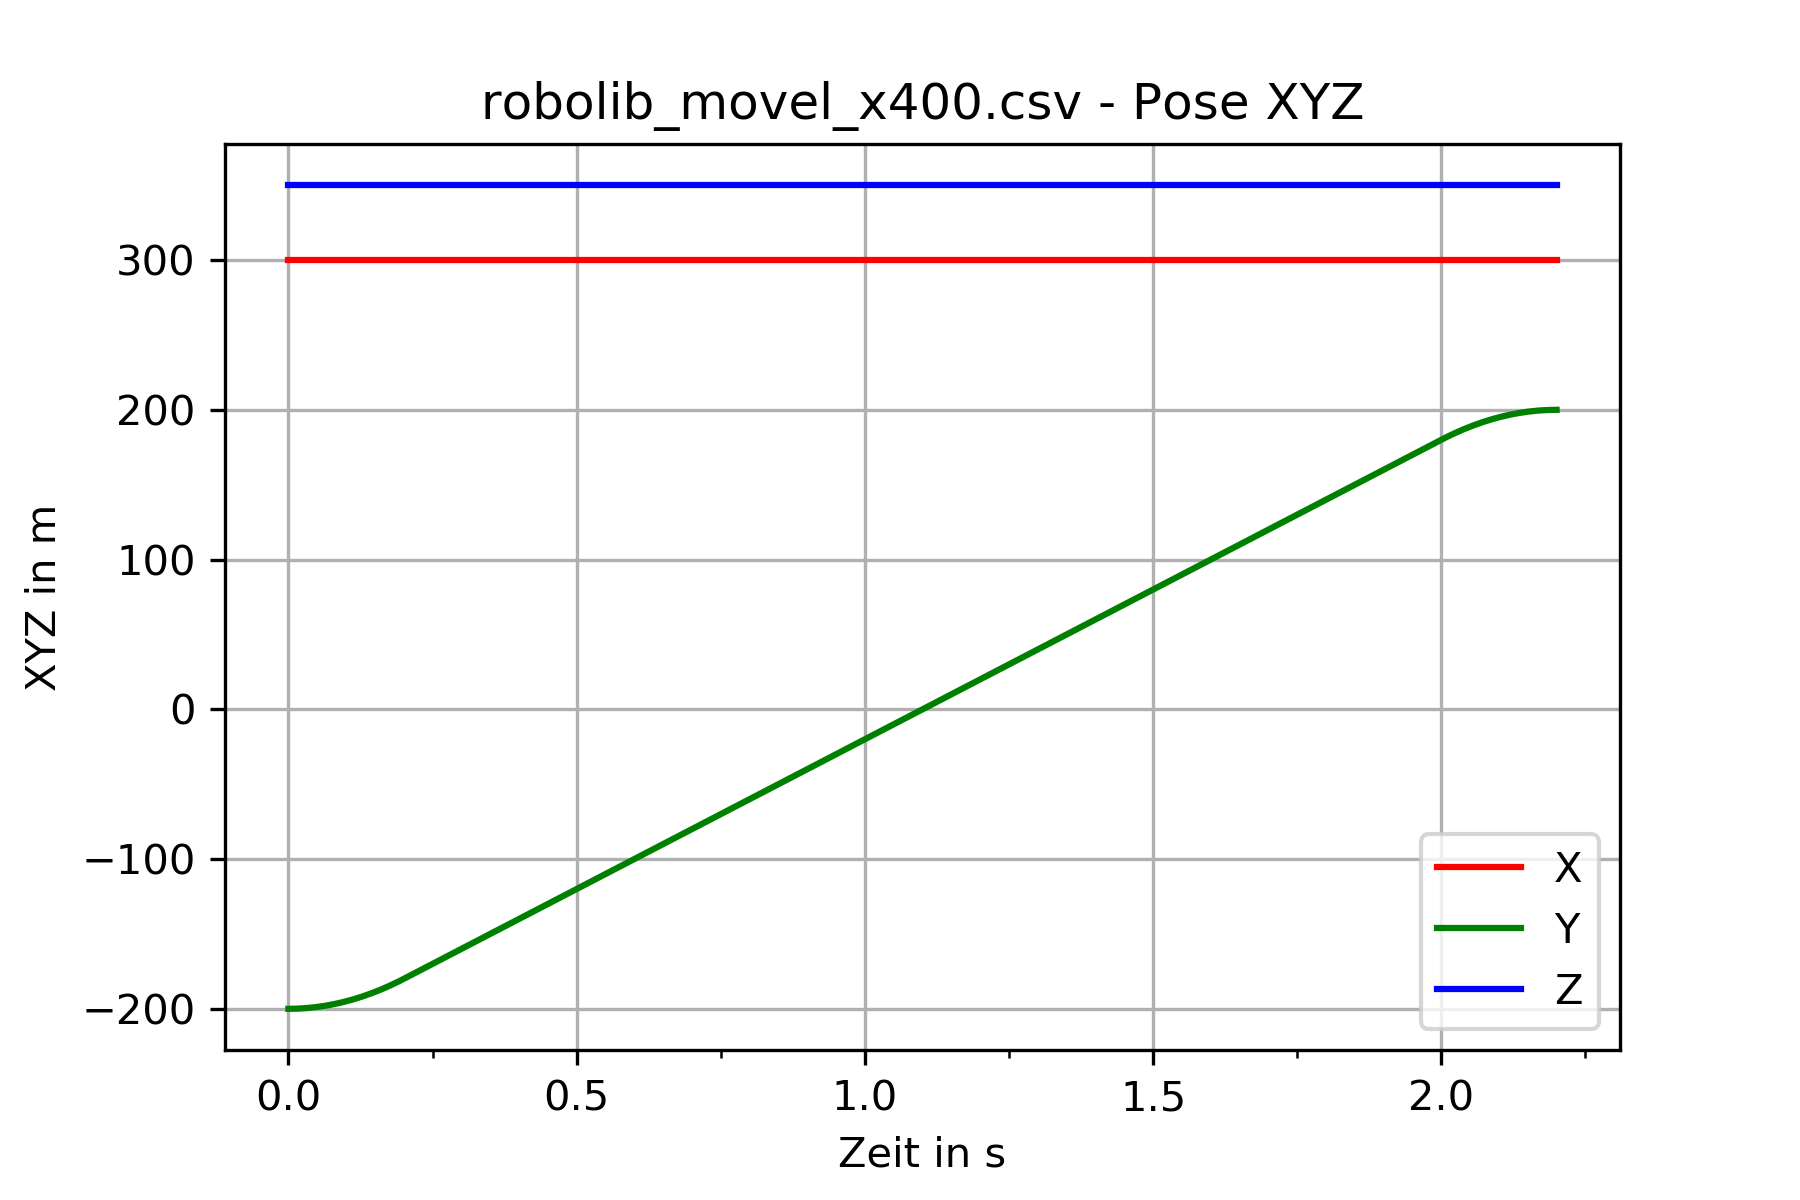 robolib_movel_x400.csv - Pose XYZ
XYZ in m
300
200
100
0
−100
−200
X
Y
Z
0.0 0.5 1.0 1.5 2.0
Zeit in s